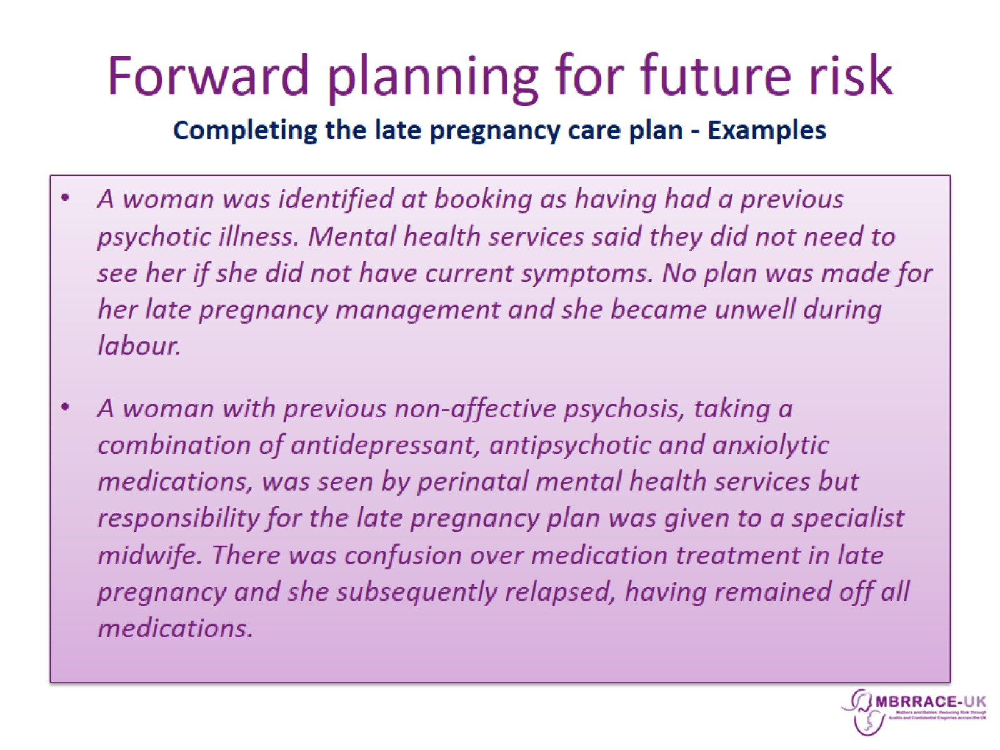 Forward planning for future risk
Completing the late pregnancy care plan - Examples
• A woman was identified at booking as having had a previous
psychotic illness. Mental health services said they did not need to
see her if she did not have current symptoms. No plan was made for
her late pregnancy management and she became unwell during
labour.
• A woman with previous non-affective psychosis, taking a
combination of antidepressant, antipsychotic and anxiolytic
medications, was seen by perinatal mental health services but
responsibility for the late pregnancy plan was given to a specialist
midwife. There was confusion over medication treatment in late
pregnancy and she subsequently relapsed, having remained off all
medications.
MBRRACE-UK
Mothers and Babies: Reducing Risk through
Audits and Confidential Enquiries across the UK